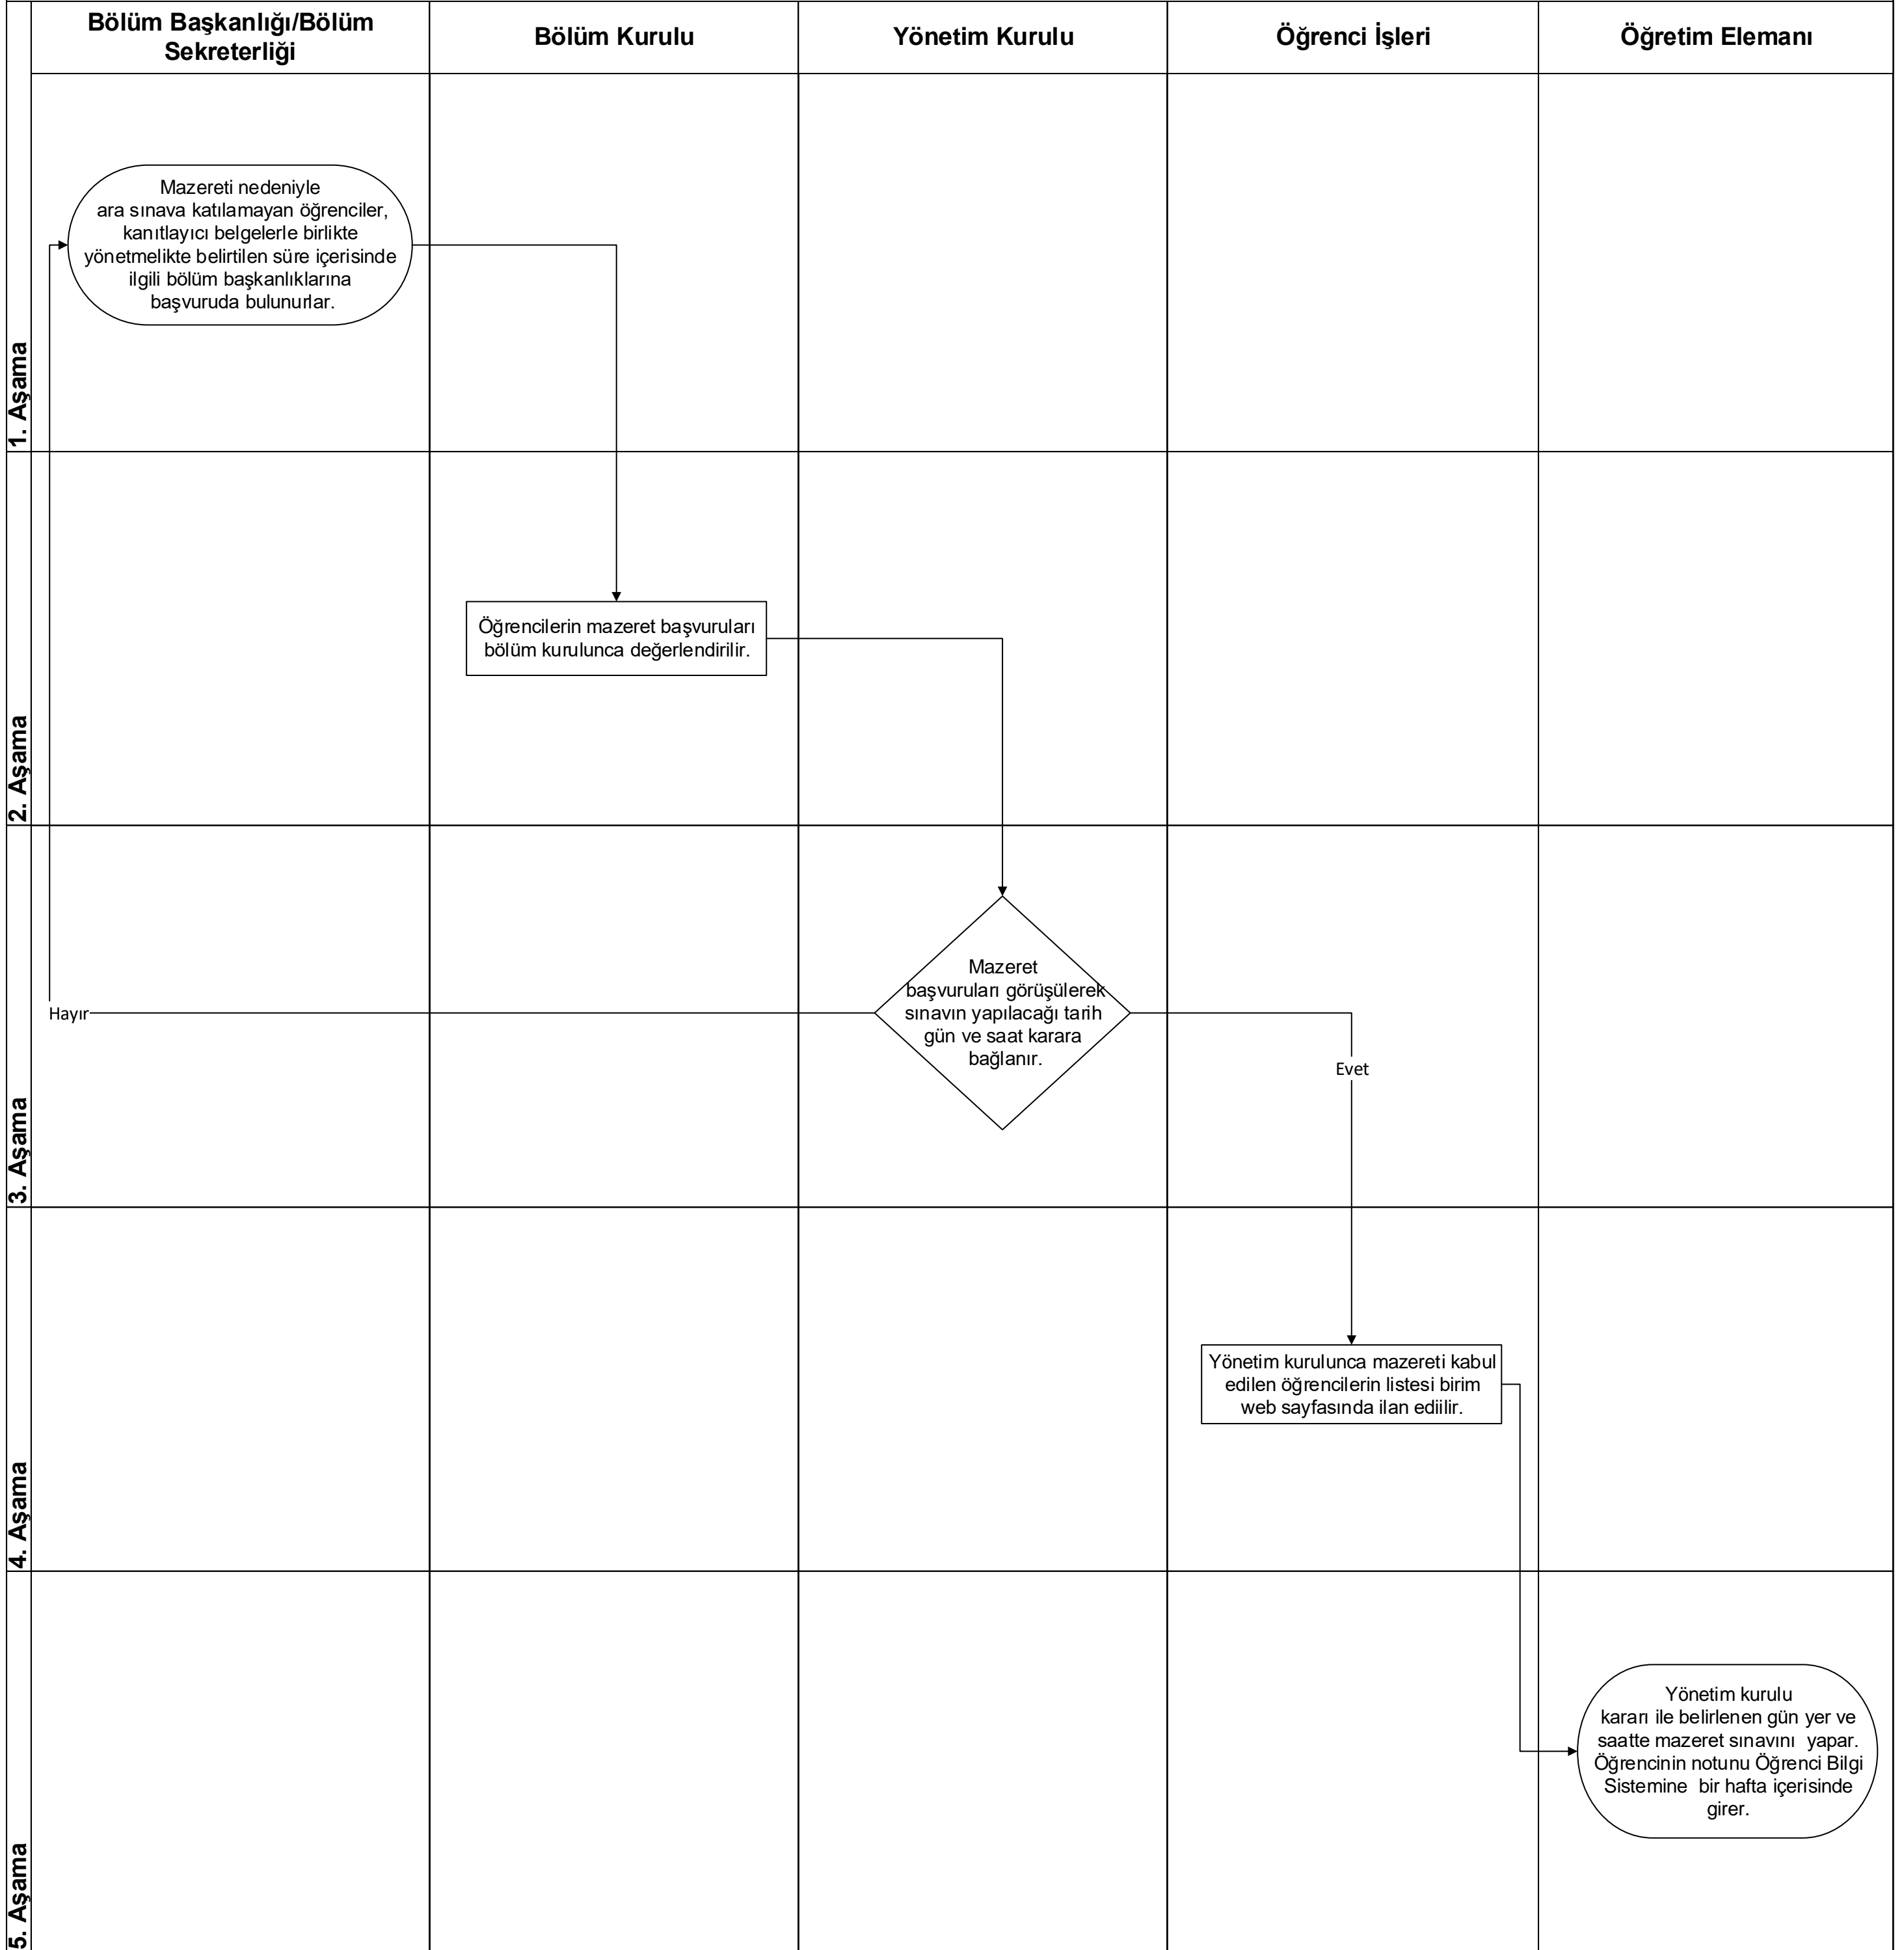 Bölüm Başkanlığı/Bölüm
Sekreterliği
Bölüm Kurulu
Yönetim Kurulu
Öğrenci İşleri
Öğretim Elemanı
1. Aşama
Mazereti nedeniyle
ara sınava katılamayan öğrenciler,
kanıtlayıcı belgelerle birlikte
yönetmelikte belirtilen süre içerisinde
ilgili bölüm başkanlıklarına
başvuruda bulunurlar.
2. Aşama
Öğrencilerin mazeret başvuruları
bölüm kurulunca değerlendirilir.
3. Aşama
Hayır
Mazeret
başvuruları görüşülerek
sınavın yapılacağı tarih
gün ve saat karara
bağlanır.
Evet
4. Aşama
Yönetim kurulunca mazereti kabul
edilen öğrencilerin listesi birim
web sayfasında ilan ediilir.
5. Aşama
Yönetim kurulu
kararı ile belirlenen gün yer ve
saatte mazeret sınavını  yapar.
Öğrencinin notunu Öğrenci Bilgi
Sistemine  bir hafta içerisinde
girer.